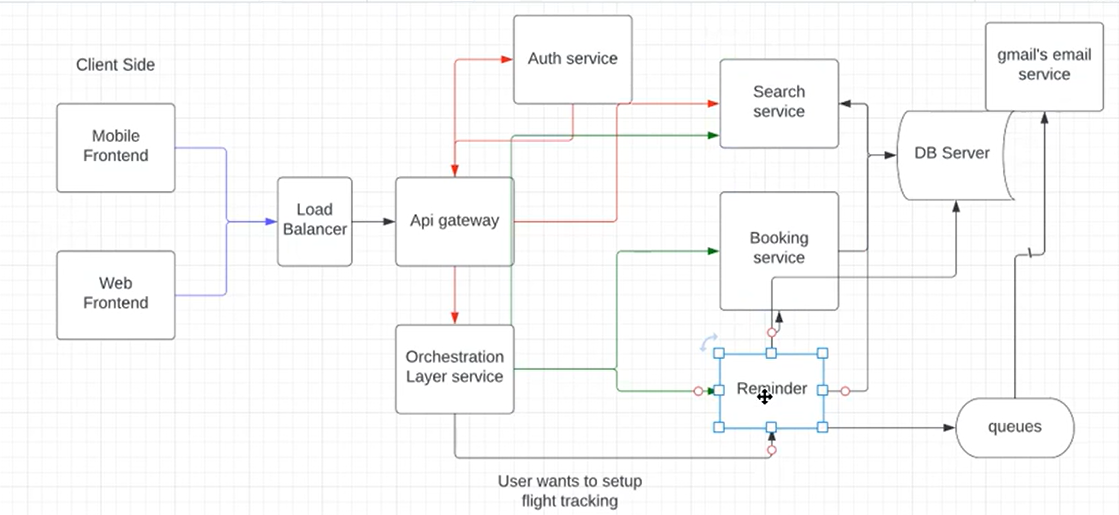 Client Side
Mobile
Frontend
Web
Frontend
Load
Balancer
Api gateway
Auth service
Orchestration
Layer service
Search
service
Booking
service
Reminder
DB Server
gmail's email
service
queues
User wants to setup
flight tracking